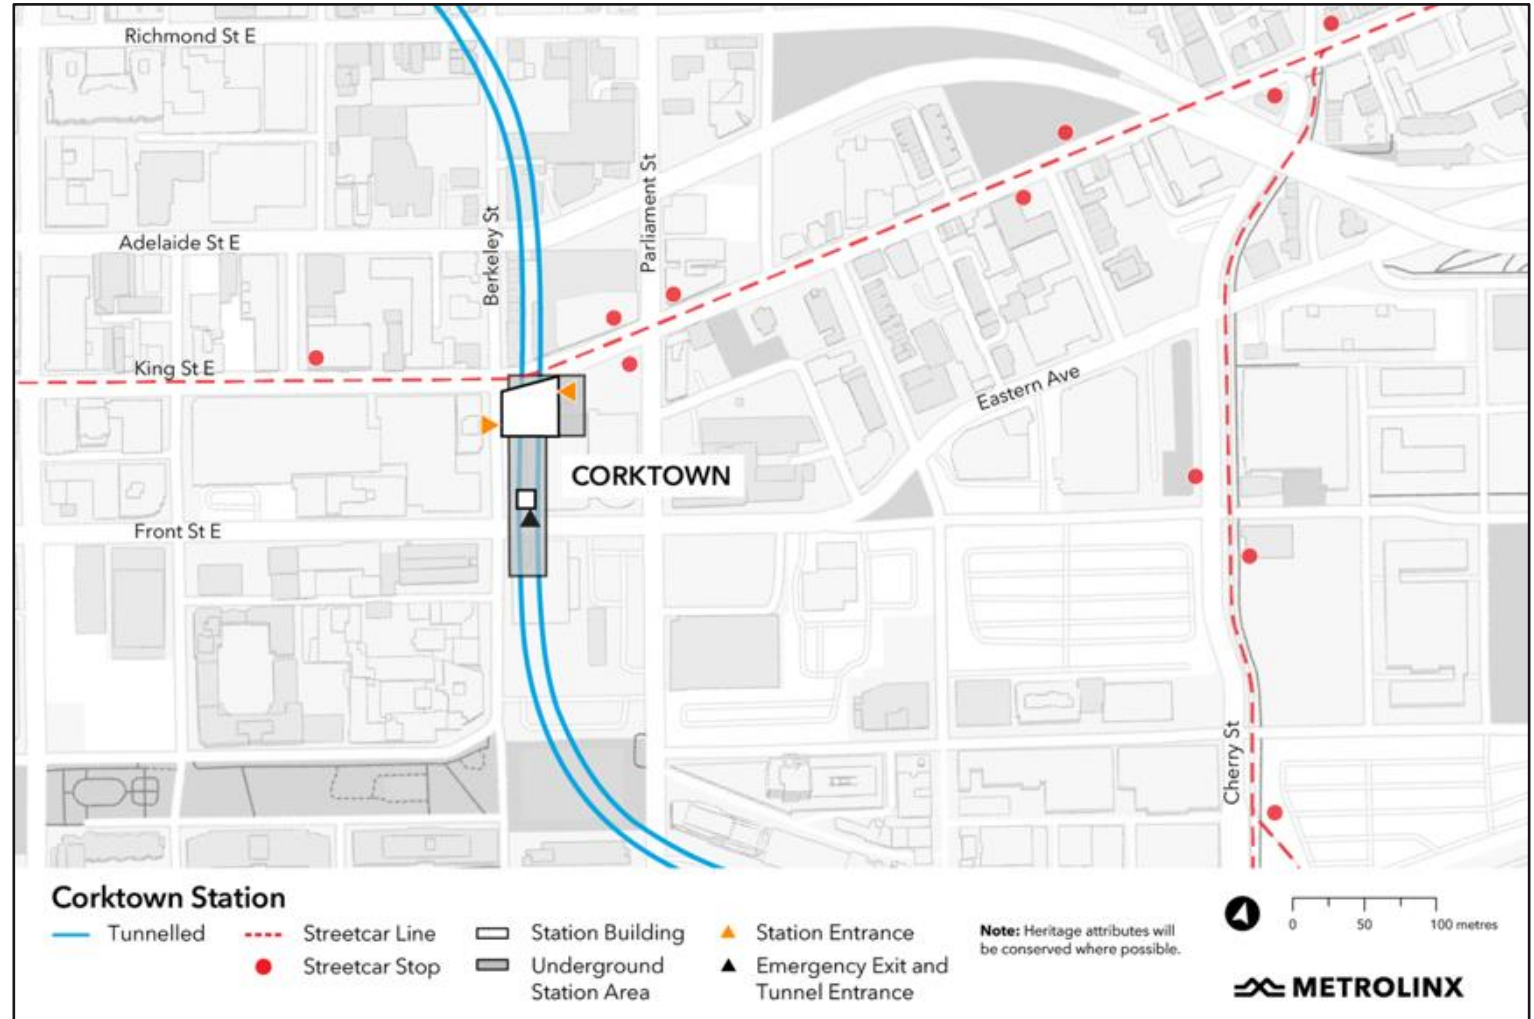 Richmond St E
Parliament St
Berkeley St
Adelaide St E
King St E
Eastern Ave
CORKTOWN
Front St E
Cherry St
Corktown Station
Tunnelled
Streetcar Line
Streetcar Stop
Station Building
Underground
Station Area
Station Entrance
Emergency Exit and
Tunnel Entrance
Note: Heritage attributes will
be conserved where possible.
0 50 100 metres
METROLINX